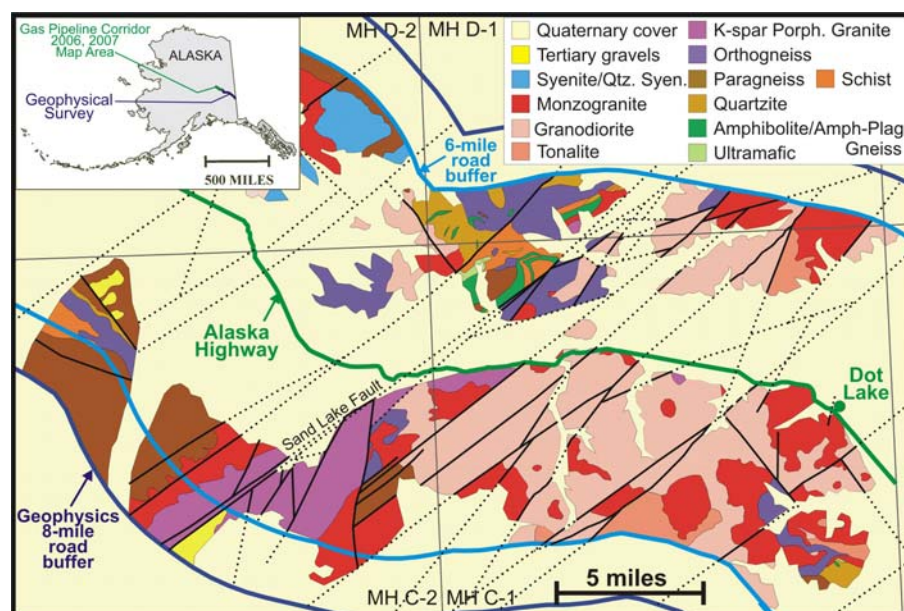 Gas Pipeline Corridor
2006, 2007
Map Area
ALASKA
Geophysical
Survey
500 MILES
MH D-2
MH D-1
Quaternary cover
Tertiary gravels
Syenite/Qtz. Syen.
Monzogranite
Granodiorite
Tonalite
K-spar Porph. Granite
Orthogneiss
Paragneiss
Schist
Quartzite
Amphibolite/Amph-Plag
Gneiss
Ultramafic
6-mile
road
buffer
Alaska
Highway
Dot
Lake
Sand Lake Fault
Geophysics
8-mile
road
buffer
MH C-2
MH C-1
5 miles